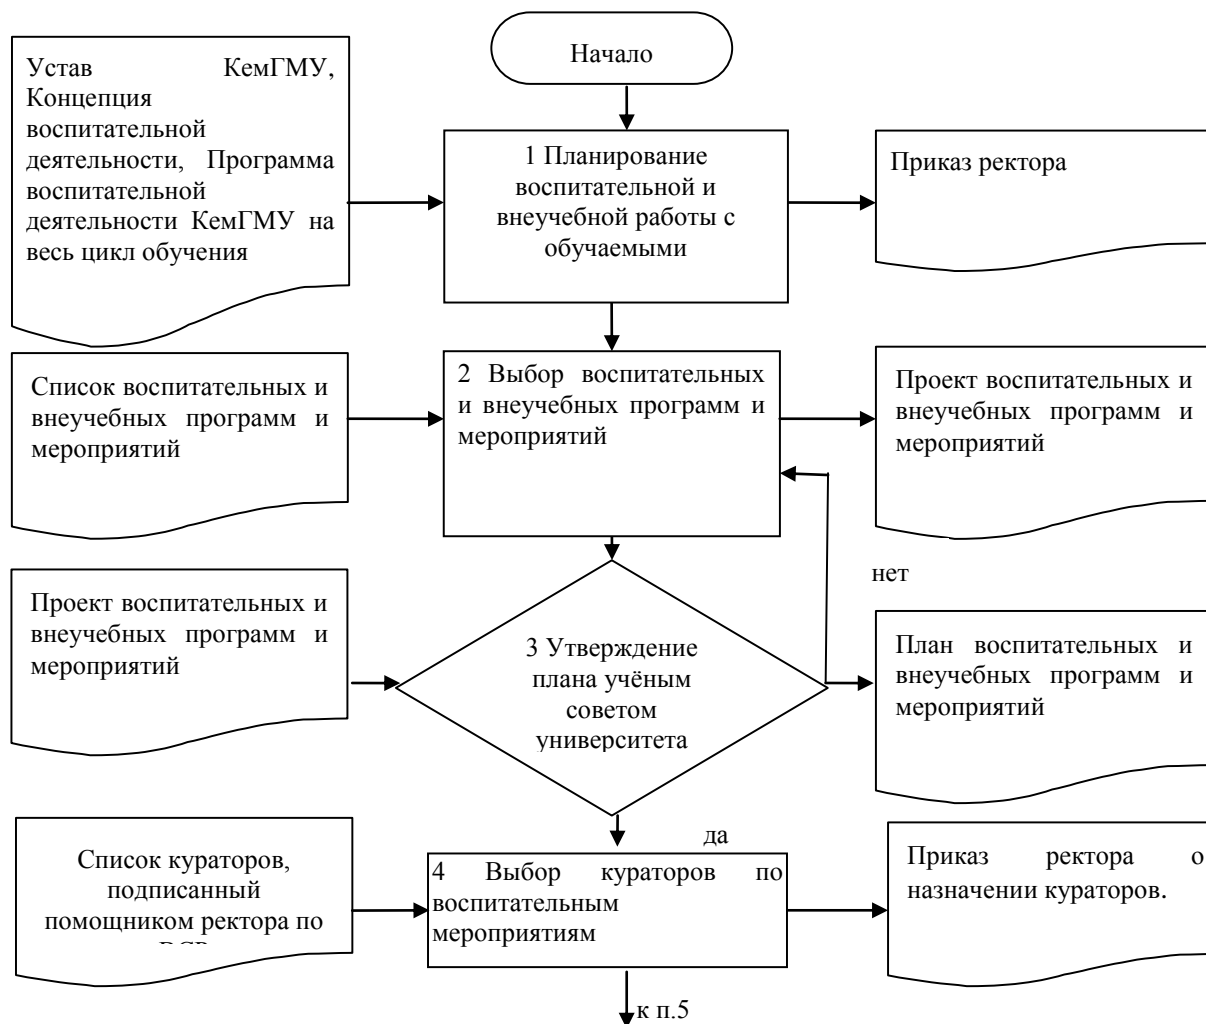 Начало
Устав КемГМУ,
Концепция
воспитательной
деятельности, Программа
воспитательной
деятельности КемГМУ на
весь цикл обучения
1 Планирование
воспитательной и
внеучебной работы с
обучаемыми
Приказ ректора
Список воспитательных и
внеучебных программ и
мероприятий
2 Выбор воспитательных
и внеучебных программ и
мероприятий
Проект воспитательных и
внеучебных программ и
мероприятий
нет
Проект воспитательных и
внеучебных программ и
мероприятий
3 Утверждение
плана учёным
советом
университета
План воспитательных и
внеучебных программ и
мероприятий
да
Список кураторов,
подписанный
помощником ректора по
4 Выбор кураторов по
воспитательным
мероприятиям
Приказ ректора о
назначении кураторов.
к п.5